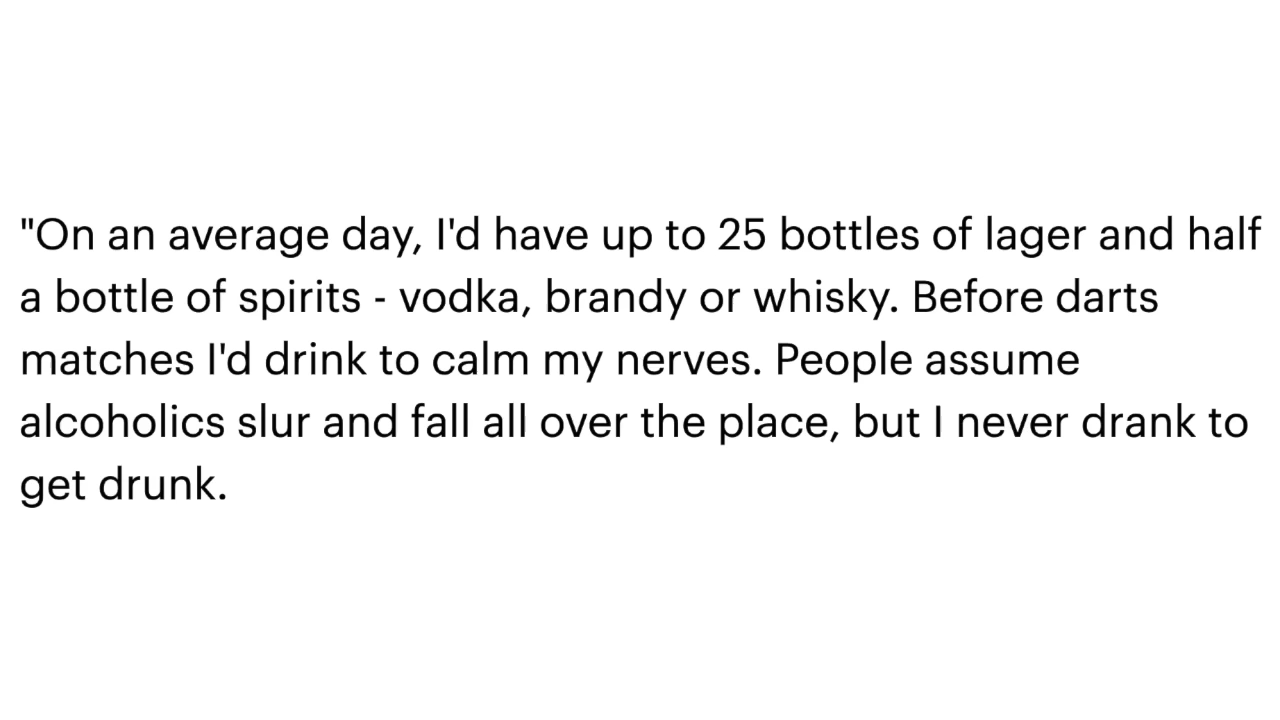 "On an average day, I'd have up to 25 bottles of lager and half
a bottle of spirits - vodka, brandy or whisky. Before darts
matches I'd drink to calm my nerves. People assume
alcoholics slur and fall all over the place, but I never drank to
get drunk.